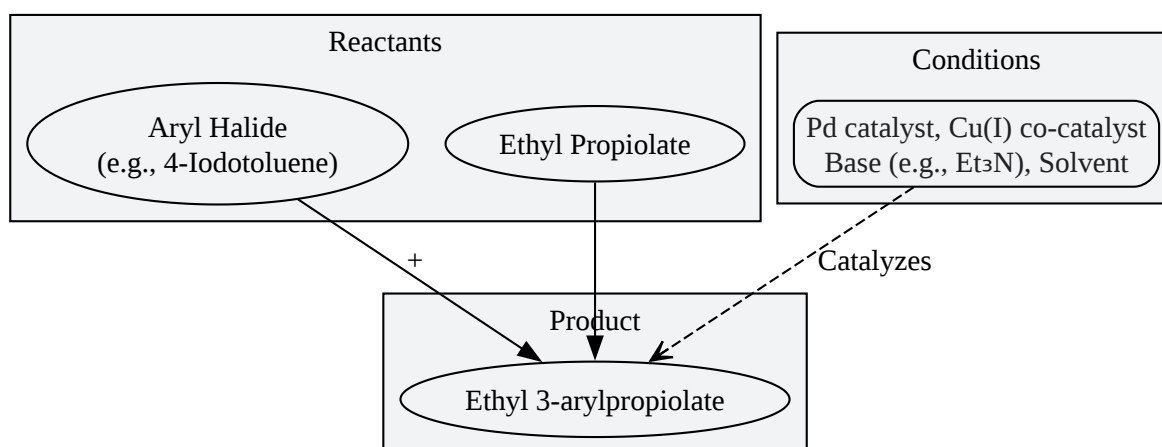 Reactants
Conditions
Aryl Halide
(e.g., 4-Iodotoluene)
Ethyl Propiolate
Pd catalyst, Cu(I) co-catalyst
Base (e.g., Et₃N), Solvent
+
Catalyzes
Product
Ethyl 3-arylpropiolate